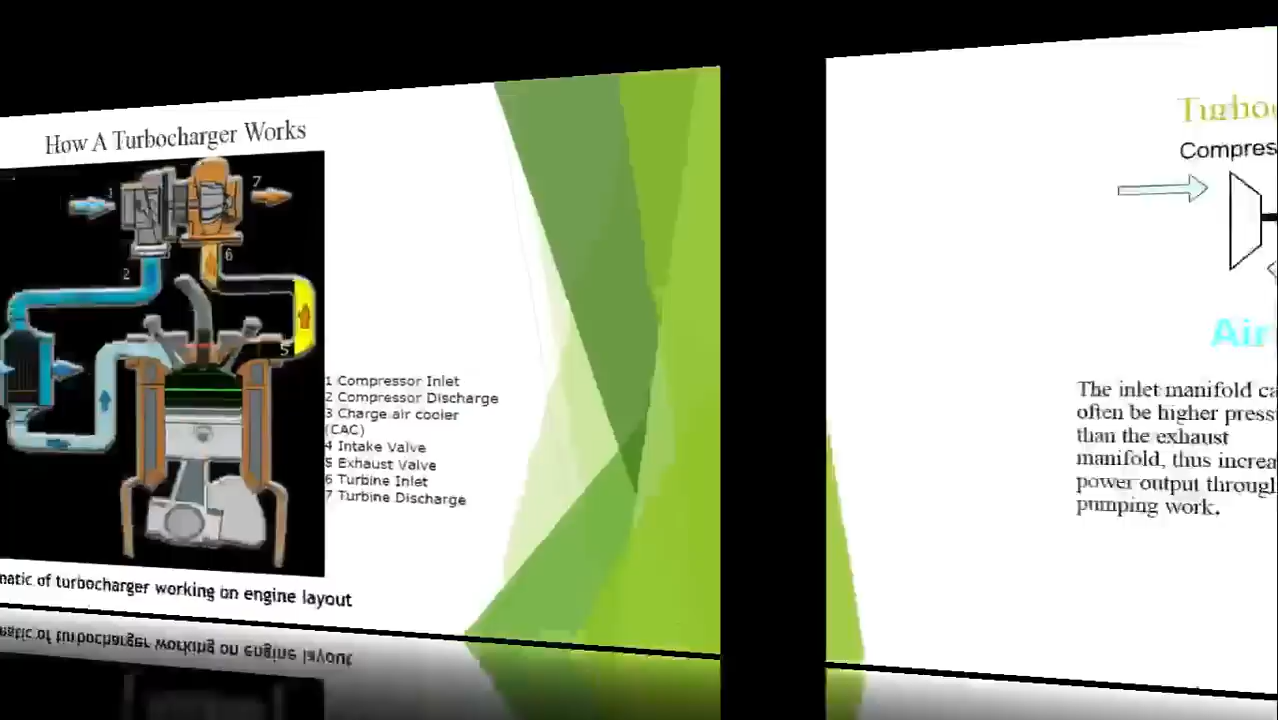 How A Turbocharger Works
1
7
2
6
5
1 Compressor Inlet
2 Compressor Discharge
3 Charge air cooler
(CAC)
4 Intake Valve
5 Exhaust Valve
6 Turbine Inlet
7 Turbine Discharge
matic of turbocharger working on engine layout
Turboc
Compres
Air
The inlet manifold ca
often be higher press
than the exhaust
manifold, thus increa
power output through
pumping work.